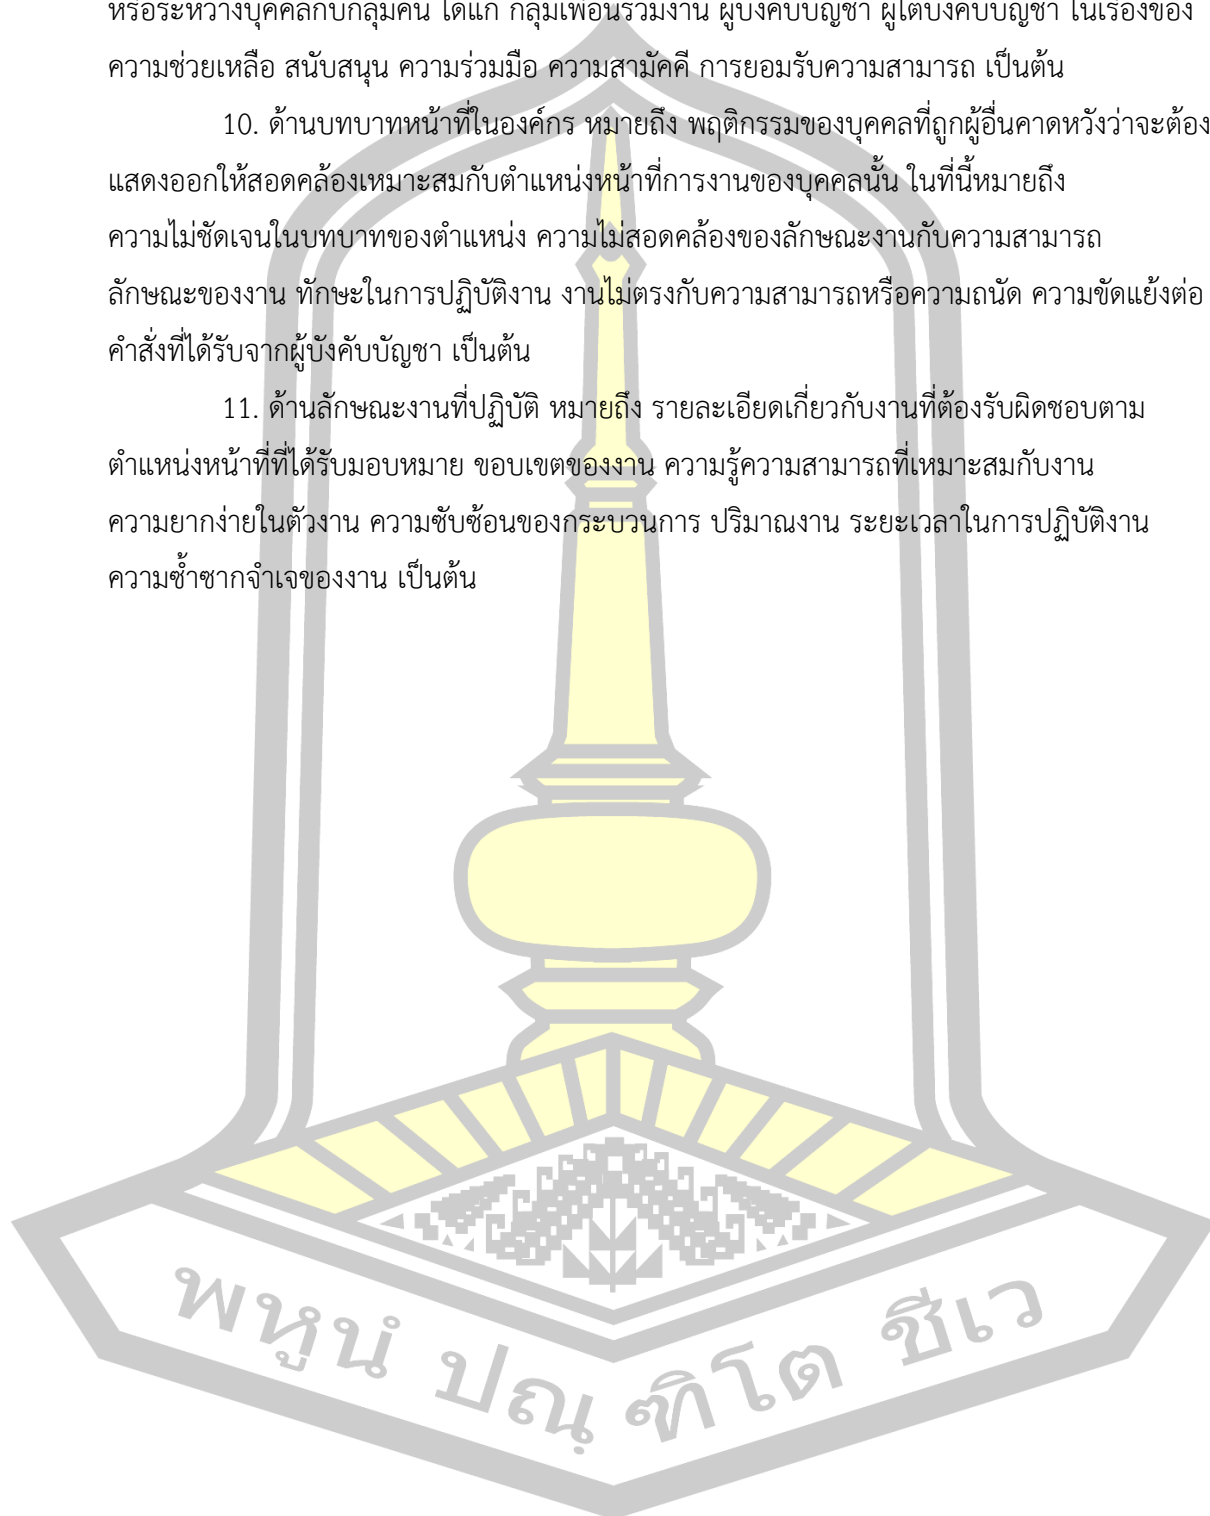 หรือระหว่างบุคคลกับกลุ่มคน ได้แก่ กลุ่มเพื่อนร่วมงาน ผู้บังคับบัญชา ผู้ใต้บังคับบัญชา ในเรื่องของ
ความช่วยเหลือ สนับสนุน ความร่วมมือ ความสามัคคี การยอมรับความสามารถ เป็นต้น
10. ด้านบทบาทหน้าที่ในองค์กร หมายถึง พฤติกรรมของบุคคลที่ถูกผู้อื่นคาดหวังว่าจะต้อง
แสดงออกให้สอดคล้องเหมาะสมกับตำแหน่งหน้าที่การงานของบุคคลนั้น ในที่นี้หมายถึง
ความไม่ชัดเจนในบทบาทของตำแหน่ง ความไม่สอดคล้องของลักษณะงานกับความสามารถ
ลักษณะของงาน ทักษะในการปฏิบัติงาน งานไม่ตรงกับความสามารถหรือความถนัด ความขัดแย้งต่อ
คำสั่งที่ได้รับจากผู้บังคับบัญชา เป็นต้น
11. ด้านลักษณะงานที่ปฏิบัติ หมายถึง รายละเอียดเกี่ยวกับงานที่ต้องรับผิดชอบตาม
ตำแหน่งหน้าที่ที่ได้รับมอบหมาย ขอบเขตของงาน ความรู้ความสามารถที่เหมาะสมกับงาน
ความยากง่ายในตัวงาน ความซับซ้อนของกระบวนการ ปริมาณงาน ระยะเวลาในการปฏิบัติงาน
ความซ้ำซากจำเจของงาน เป็นต้น
พหูนํ ปณฺฑิโต ชีเว